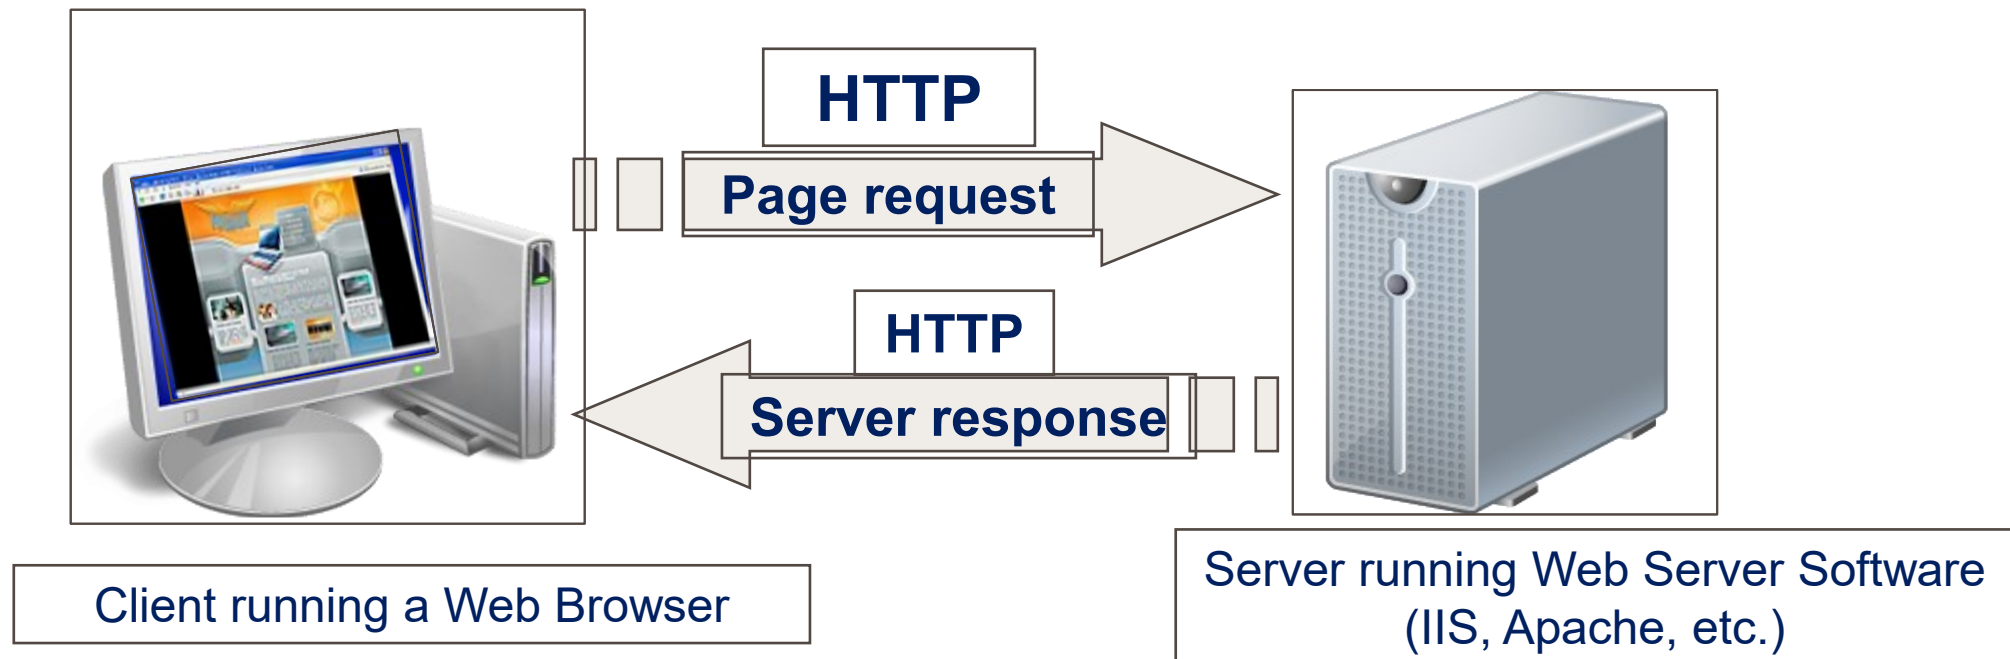 HTTP
Page request
HTTP
Server response
Client running a Web Browser
Server running Web Server Software
(IIS, Apache, etc.)